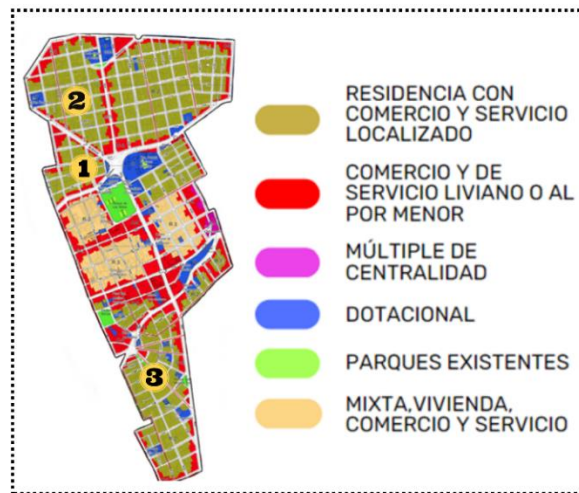 2
1
3
RESIDENCIA CON
COMERCIO Y SERVICIO
LOCALIZADO
COMERCIO Y DE
SERVICIO LIVIANO O AL
POR MENOR
MÚLTIPLE DE
CENTRALIDAD
DOTACIONAL
PARQUES EXISTENTES
MIXTA,VIVIENDA,
COMERCIO Y SERVICIO